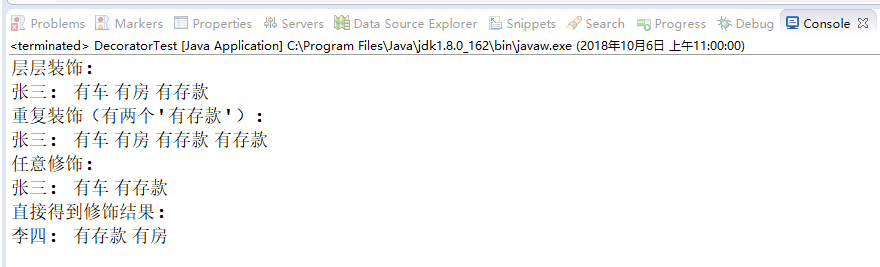 Problems Markers Properties Servers Data Source Explorer Snippets Search Progress Debug Console
<terminated> DecoratorTest [Java Application] C:\Program Files\Java\jdk1.8.0_162\bin\javaw.exe (2018年10月6日 上午11:00:00)
层层装饰：
张三： 有车 有房 有存款
重复装饰（有两个'有存款'）：
张三： 有车 有房 有存款 有存款
任意修饰：
张三： 有车 有存款
直接得到修饰结果：
李四： 有存款 有房